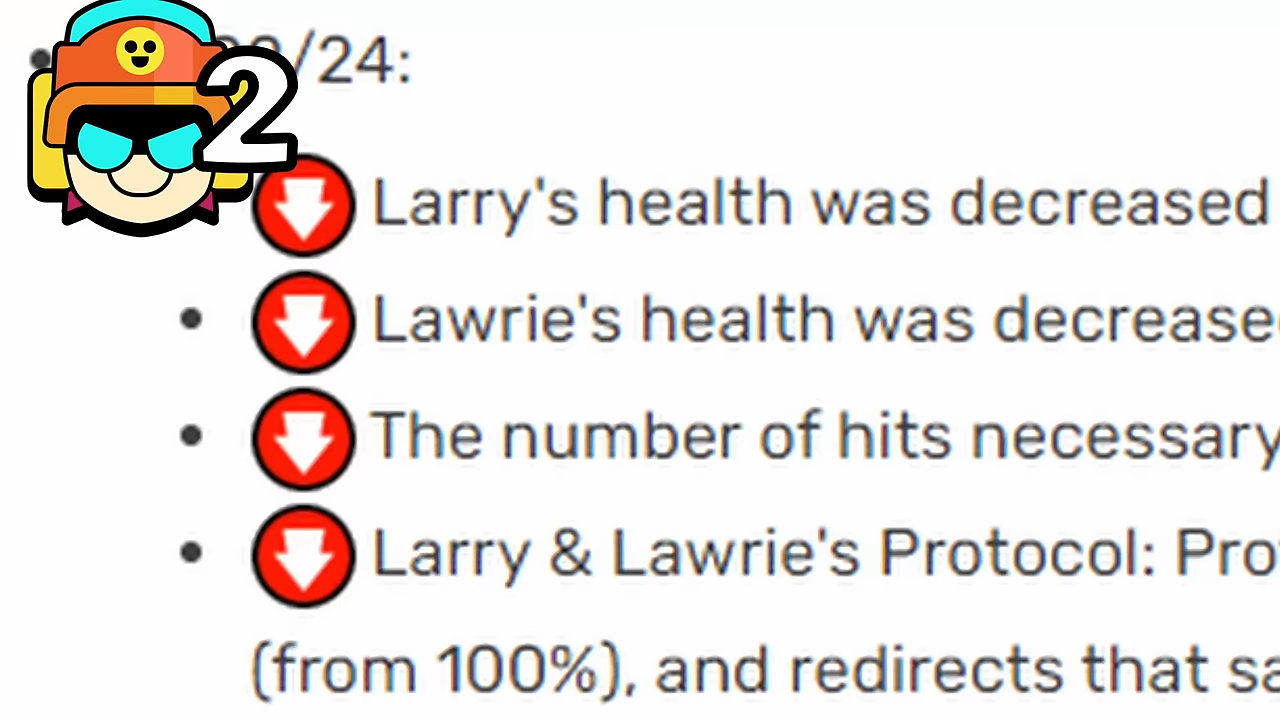 /24:
2
Larry's health was decreased
Lawrie's health was decrease
The number of hits necessary
Larry & Lawrie's Protocol: Pro
(from 100%), and redirects that sa